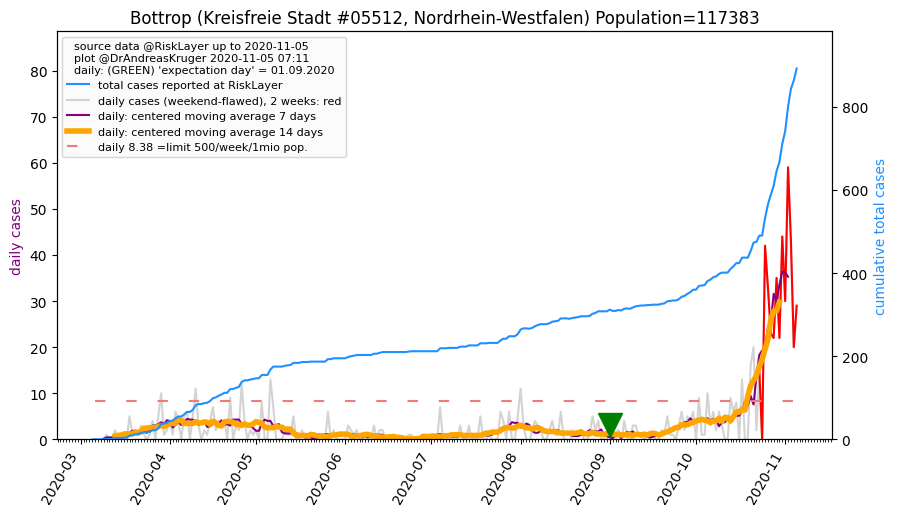 Bottrop (Kreisfreie Stadt #05512, Nordrhein-Westfalen) Population=117383
source data @RiskLayer up to 2020-11-05
plot @DrAndreasKruger 2020-11-05 07:11
daily: (GREEN) 'expectation day' = 01.09.2020
total cases reported at RiskLayer
daily cases (weekend-flawed), 2 weeks: red
daily: centered moving average 7 days
daily: centered moving average 14 days
daily 8.38 =limit 500/week/1mio pop.
daily cases
80
70
60
50
40
30
20
10
0
cumulative total cases
800
600
400
200
0
2020-03
2020-04
2020-05
2020-06
2020-07
2020-08
2020-09
2020-10
2020-11